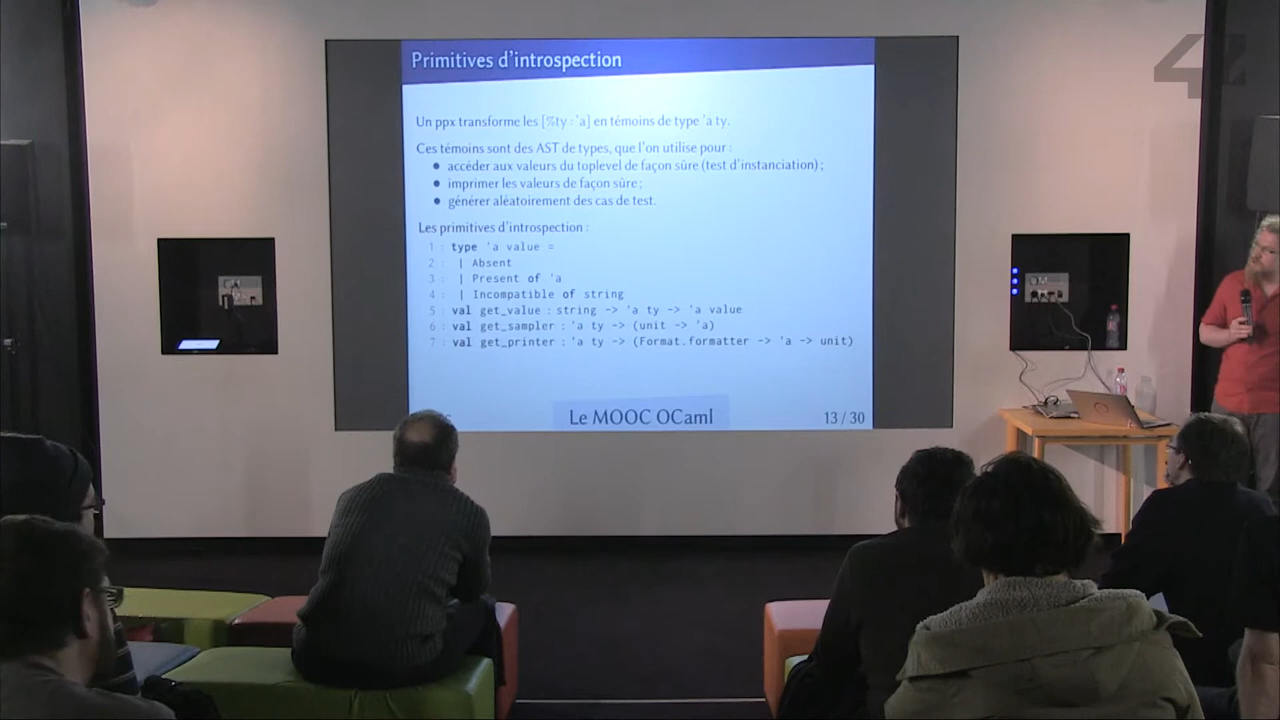 Primitives d'introspection
Un ppx transforme les [%ty : 'a] en témoins de type 'a ty.
Ces témoins sont des AST de types, que l'on utilise pour :
● accéder aux valeurs du toplevel de façon sûre (test d'instanciation) ;
● imprimer les valeurs de façon sûre ;
● générer aléatoirement des cas de test.
Les primitives d'introspection :
1 : type 'a value =
2 : | Absent
3 : | Present of 'a
4 : | Incompatible of string
5 : val get_value : string -> 'a ty -> 'a value
6 : val get_sampler : 'a ty -> (unit -> 'a)
7 : val get_printer : 'a ty -> (Format.formatter -> 'a -> unit)
Le MOOC OCaml
13 / 30
42